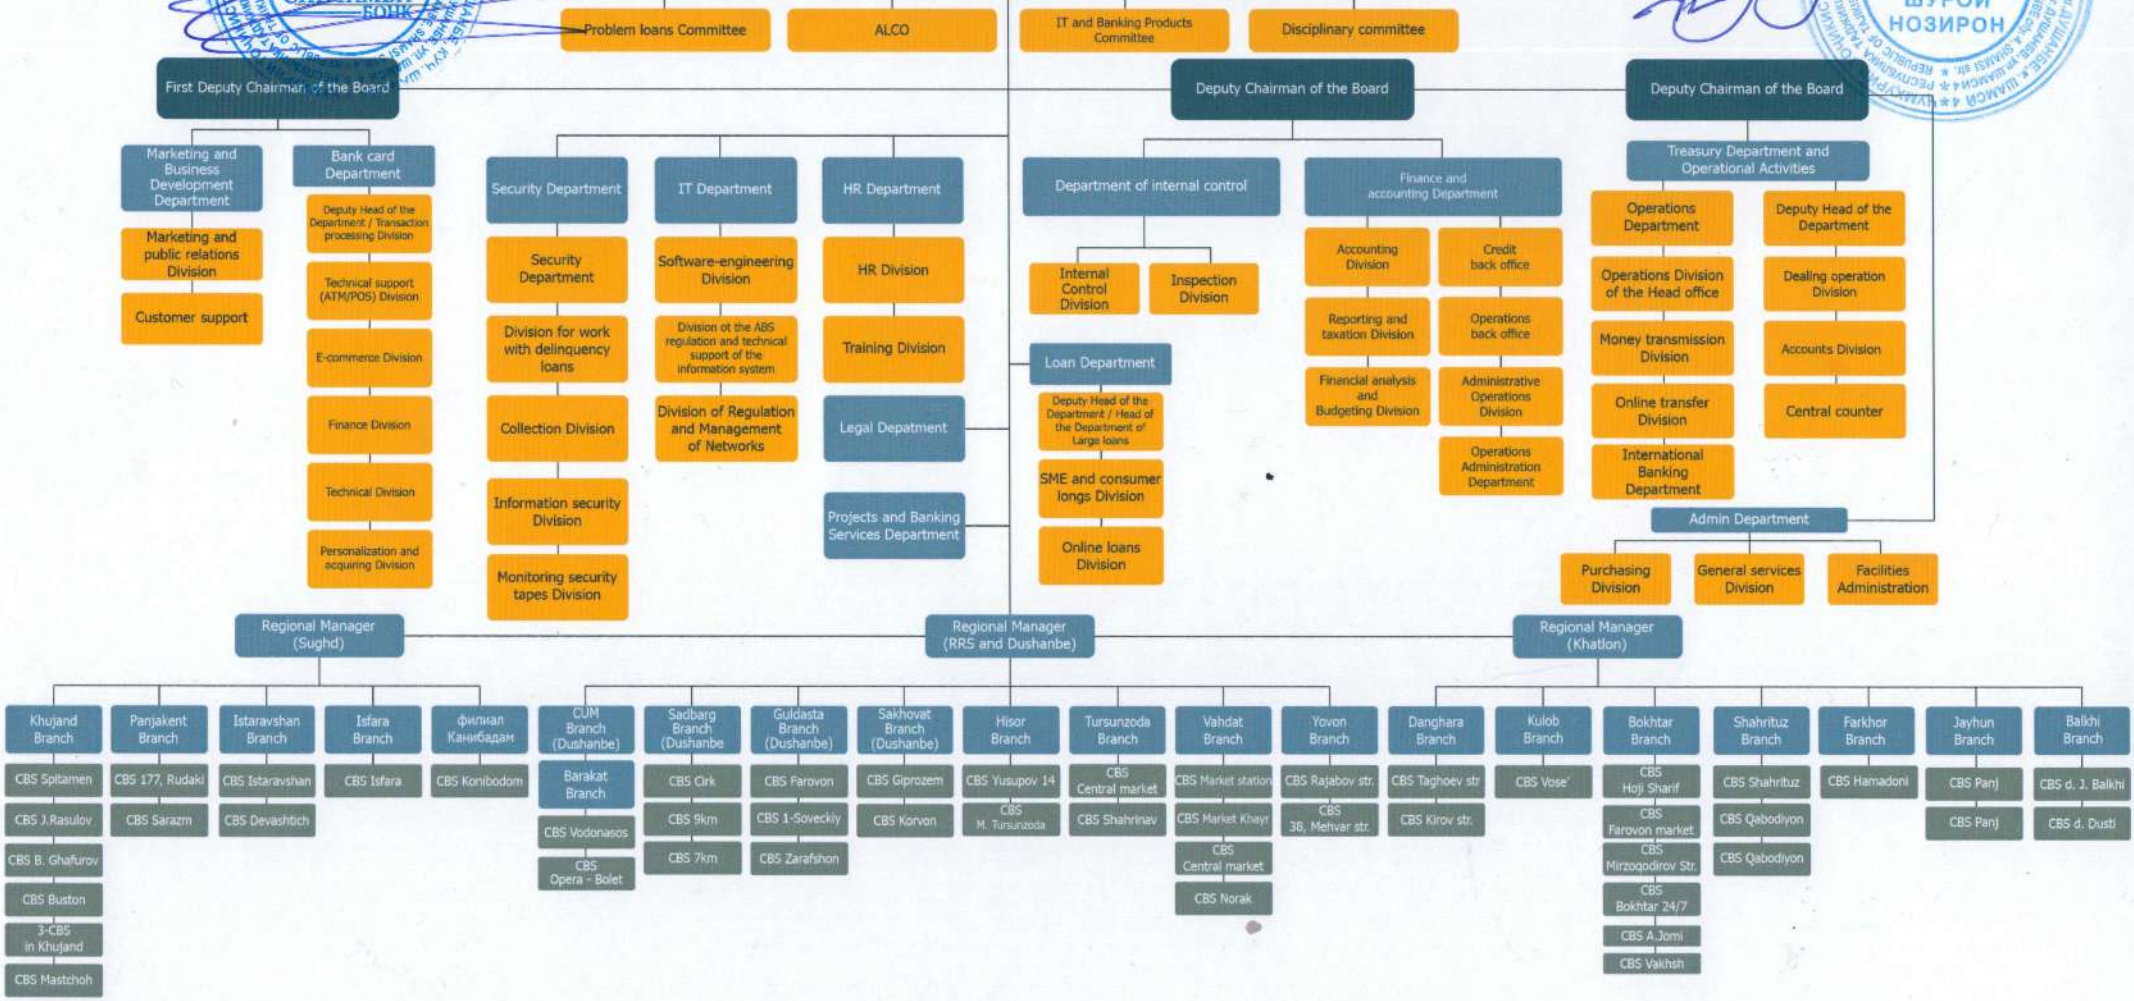 БОНК
ШУРОИ
НОЗИРОН
Problem loans Committee
ALCO
IT and Banking Products
Committee
Disciplinary committee
First Deputy Chairman of the Board
Deputy Chairman of the Board
Deputy Chairman of the Board
Marketing and
Business
Development
Department
Marketing and
public relations
Division
Customer support
Bank card
Department
Deputy Head of the
Department / Transaction
processing Division
Technical support
(ATM/POS) Division
E-commerce Division
Finance Division
Technical Division
Personalization and
acquiring Division
Security Department
Security
Department
Division for work
with delinquency
loans
Collection Division
Information security
Division
Monitoring security
tapes Division
IT Department
Software-engineering
Division
Division ot the ABS
regulation and technical
support of the
information system
Division of Regulation
and Management
of Networks
HR Department
HR Division
Training Division
Legal Depatment
Projects and Banking
Services Department
Department of internal control
Internal
Control
Division
Inspection
Division
Loan Department
Deputy Head of the
Department / Head of
the Department of
Large loans
SME and consumer
longs Division
Online loans
Division
Finance and
accounting Department
Accounting
Division
Reporting and
taxation Division
Financial analysis
and
Budgeting Division
Credit
back office
Operations
back office
Administrative
Operations
Division
Operations
Administration
Department
Treasury Department and
Operational Activities
Operations
Department
Operations Division
of the Head office
Money transmission
Division
Online transfer
Division
International
Banking
Department
Deputy Head of the
Department
Dealing operation
Division
Accounts Division
Central counter
Admin Department
Purchasing
Division
General services
Division
Facilities
Administration
Regional Manager
(Sughd)
Regional Manager
(RRS and Dushanbe)
Regional Manager
(Khatlon)
Khujand
Branch
CBS Spitamen
CBS J.Rasulov
CBS B. Ghafurov
CBS Buston
3-CBS
in Khujand
CBS Mastchoh
Panjakent
Branch
CBS 177, Rudaki
CBS Sarazm
Istaravshan
Branch
CBS Istaravshan
CBS Devashtich
Isfara
Branch
CBS Isfara
филиал
Канибадам
CBS Konibodom
CUM
Branch
(Dushanbe)
Barakat
Branch
CBS Vodonasos
CBS
Opera - Bolet
Sadbarg
Branch
(Dushanbe
CBS Cirk
CBS 9km
CBS 7km
Guldasta
Branch
(Dushanbe)
CBS Farovon
CBS 1-Soveckiy
CBS Zarafshon
Sakhovat
Branch
(Dushanbe)
CBS Giprozem
CBS Korvon
Hisor
Branch
CBS Yusupov 14
CBS
M. Tursunzoda
Tursunzoda
Branch
CBS
Central market
CBS Shahrinav
Vahdat
Branch
CBS Market station
CBS Market Khayr
CBS
Central market
CBS Norak
Yovon
Branch
CBS Rajabov str.
CBS
38, Mehvar str.
Danghara
Branch
CBS Taghoev str
CBS Kirov str.
Kulob
Branch
CBS Vose'
Bokhtar
Branch
CBS
Hoji Sharif
CBS
Farovon market
CBS
Mirzoqodirov Str.
CBS
Bokhtar 24/7
CBS A.Jomi
CBS Vakhsh
Shahrituz
Branch
CBS Shahrituz
CBS Qabodiyon
CBS Qabodiyon
Farkhor
Branch
CBS Hamadoni
Jayhun
Branch
CBS Panj
CBS Panj
Balkhi
Branch
CBS d. J. Balkhi
CBS d. Dusti